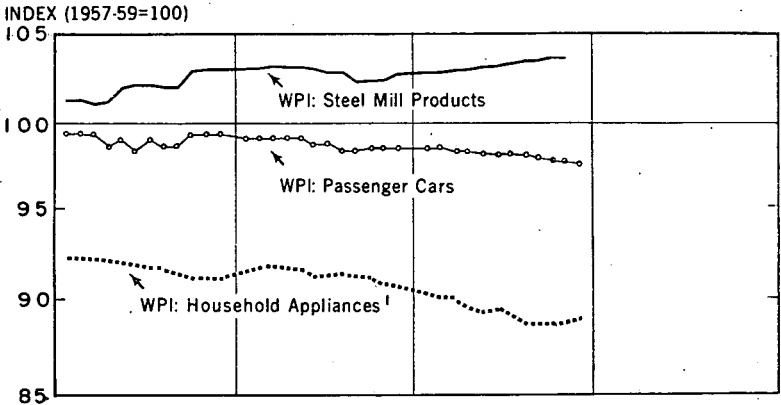 INDEX (1957-59=100)
105
WPI: Steel Mill Products
100
WPI: Passenger Cars
95
WPI: Household Appliances¹
90
85